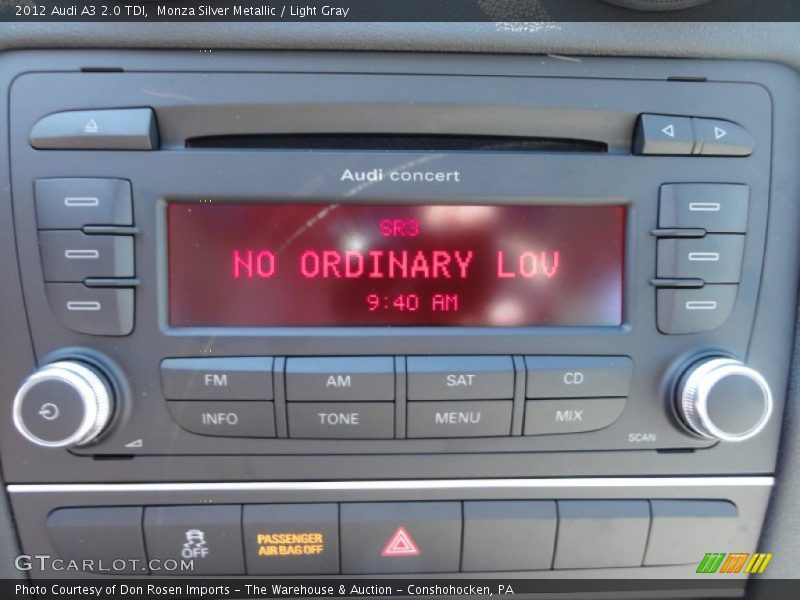 2012 Audi A3 2.0 TDI, Monza Silver Metallic / Light Gray
Audi concert
SR3
NO ORDINARY LOV
9:40 AM
FM AM SAT CD
INFO TONE MENU MIX
SCAN
OFF
PASSENGER
AIR BAG OFF
GTCARLOT.COM
Photo Courtesy of Don Rosen Imports - The Warehouse & Auction - Conshohocken, PA